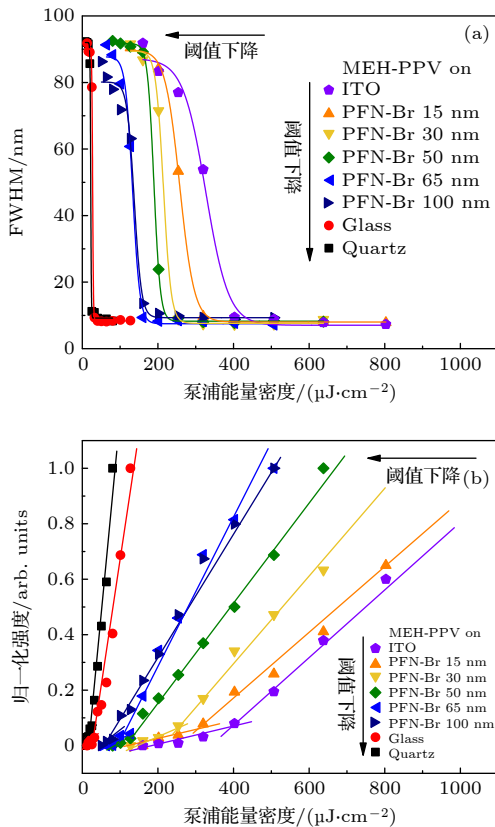 阈值下降
(a)
100
80
60
40
20
0
FWHM/nm
MEH-PPV on
ITO
PFN-Br 15 nm
PFN-Br 30 nm
PFN-Br 50 nm
PFN-Br 65 nm
PFN-Br 100 nm
Glass
Quartz
阈值下降
0 200 400 600 800 1000
泵浦能量密度/(μJ·cm⁻²)
阈值下降
(b)
1.0
0.8
0.6
0.4
0.2
0
归一化强度/arb. units
MEH-PPV on
ITO
PFN-Br 15 nm
PFN-Br 30 nm
PFN-Br 50 nm
PFN-Br 65 nm
PFN-Br 100 nm
Glass
Quartz
阈值下降
0 200 400 600 800 1000
泵浦能量密度/(μJ·cm⁻²)